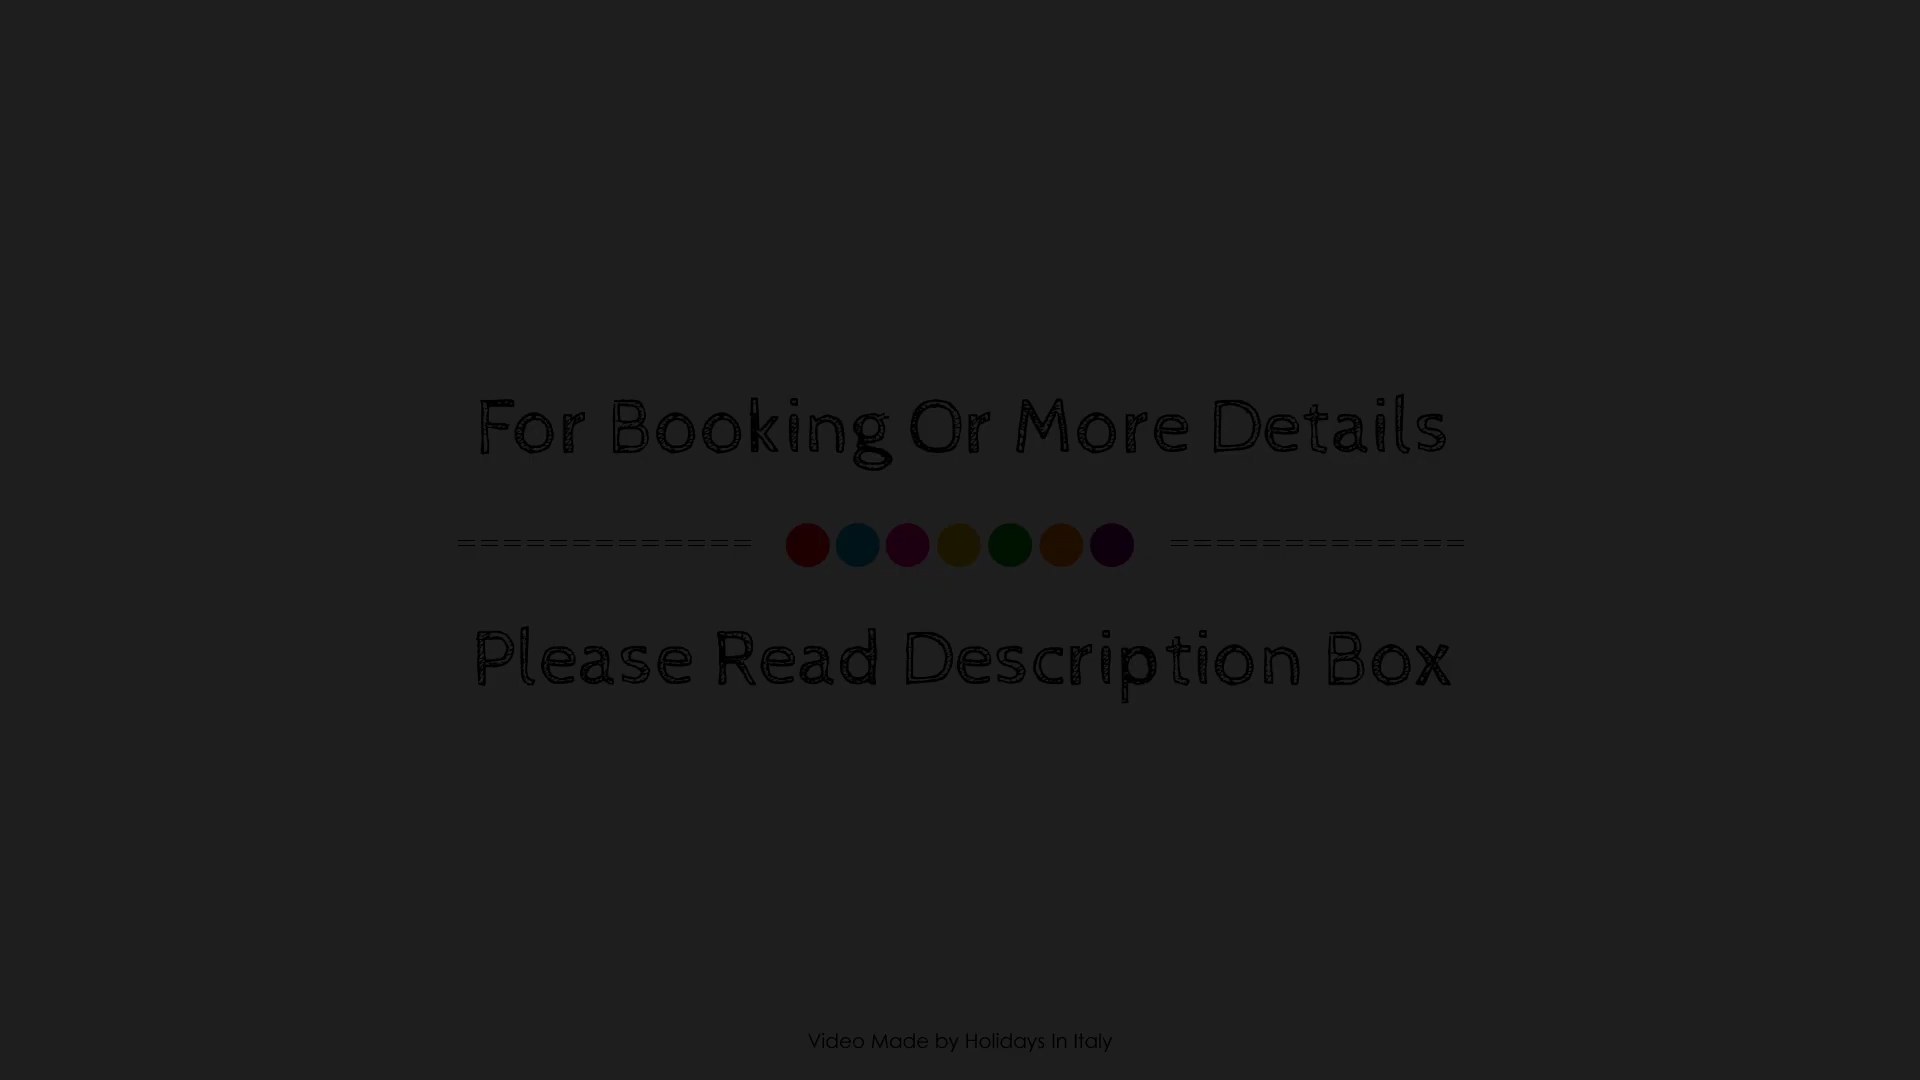 For Booking Or More Details
============= =============
Please Read Description Box
Video Made by Holidays In Italy